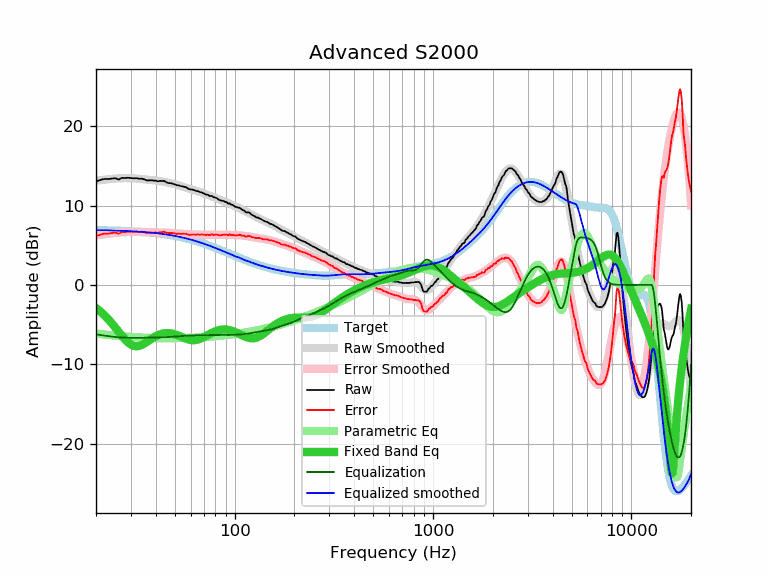 Advanced S2000
Amplitude (dBr)
20
10
0
−10
−20
Target
Raw Smoothed
Error Smoothed
Raw
Error
Parametric Eq
Fixed Band Eq
Equalization
Equalized smoothed
100
1000
10000
Frequency (Hz)